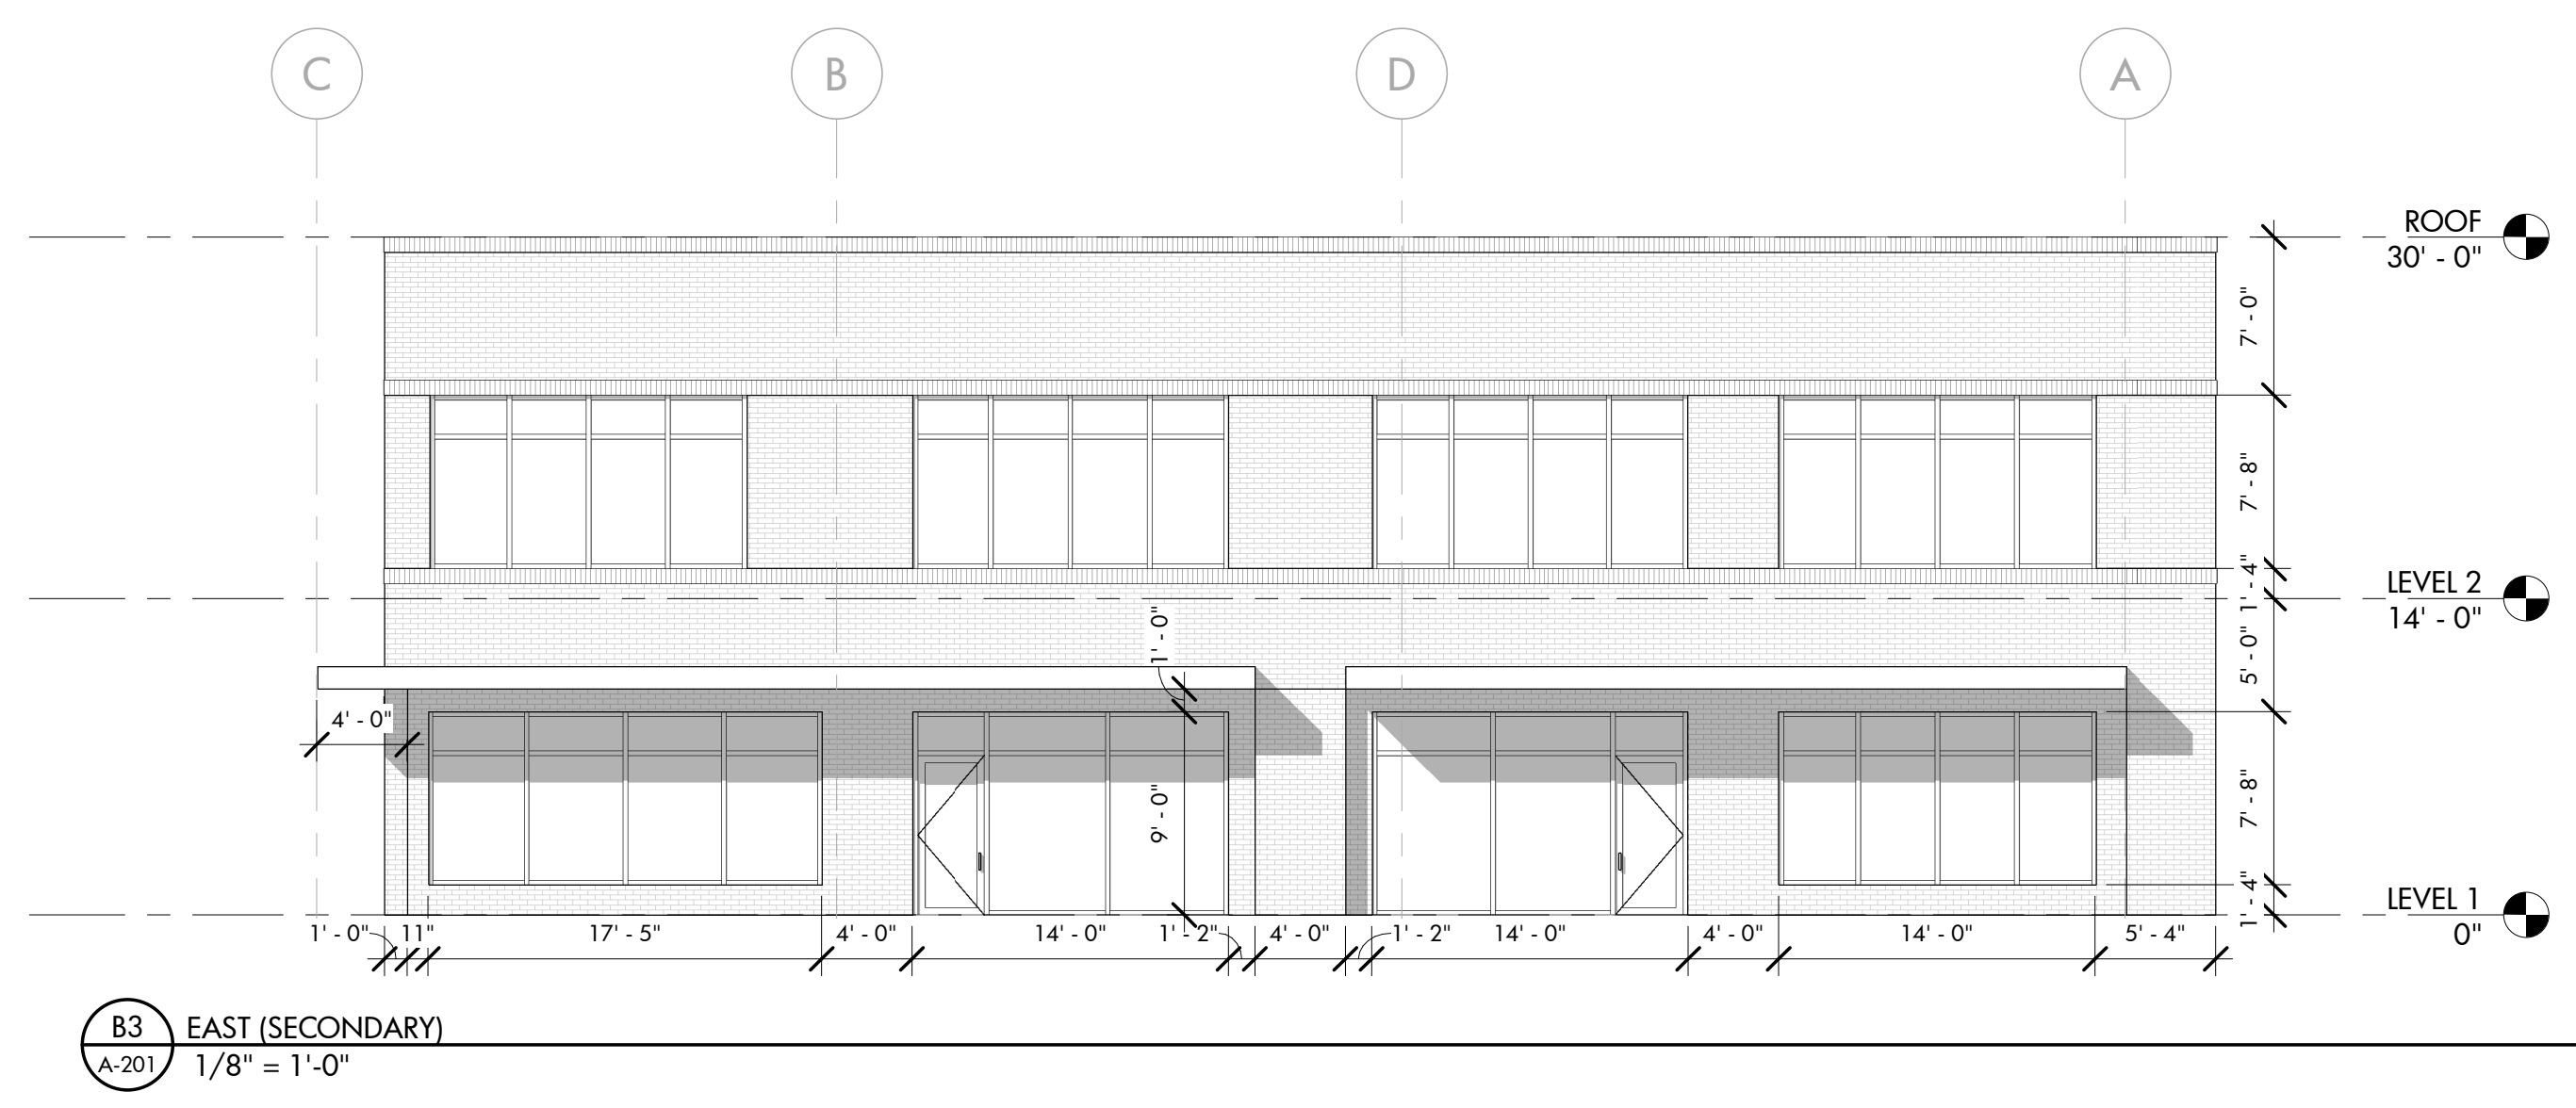 C
B
D
A
ROOF
30' - 0"
7' - 0"
7' - 8"
1' - 4"
LEVEL 2
14' - 0"
5' - 0"
1' - 0"
4' - 0"
9' - 0"
7' - 8"
1' - 4"
LEVEL 1
0"
1' - 0"
11"
17' - 5"
4' - 0"
14' - 0"
1' - 2"
4' - 0"
1' - 2"
14' - 0"
4' - 0"
14' - 0"
5' - 4"
B3
A-201
EAST (SECONDARY)
1/8" = 1'-0"